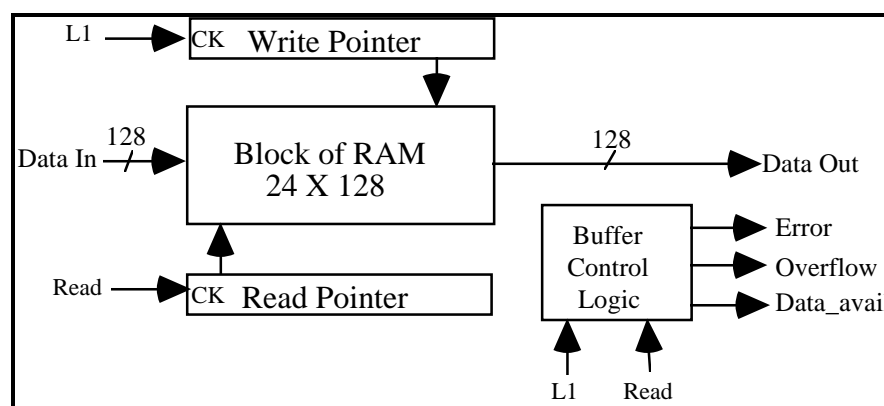 L1
CK Write Pointer
128
Data In
Block of RAM
24 X 128
128
Data Out
Read
CK Read Pointer
Buffer
Control
Logic
Error
Overflow
Data_avai
L1 Read